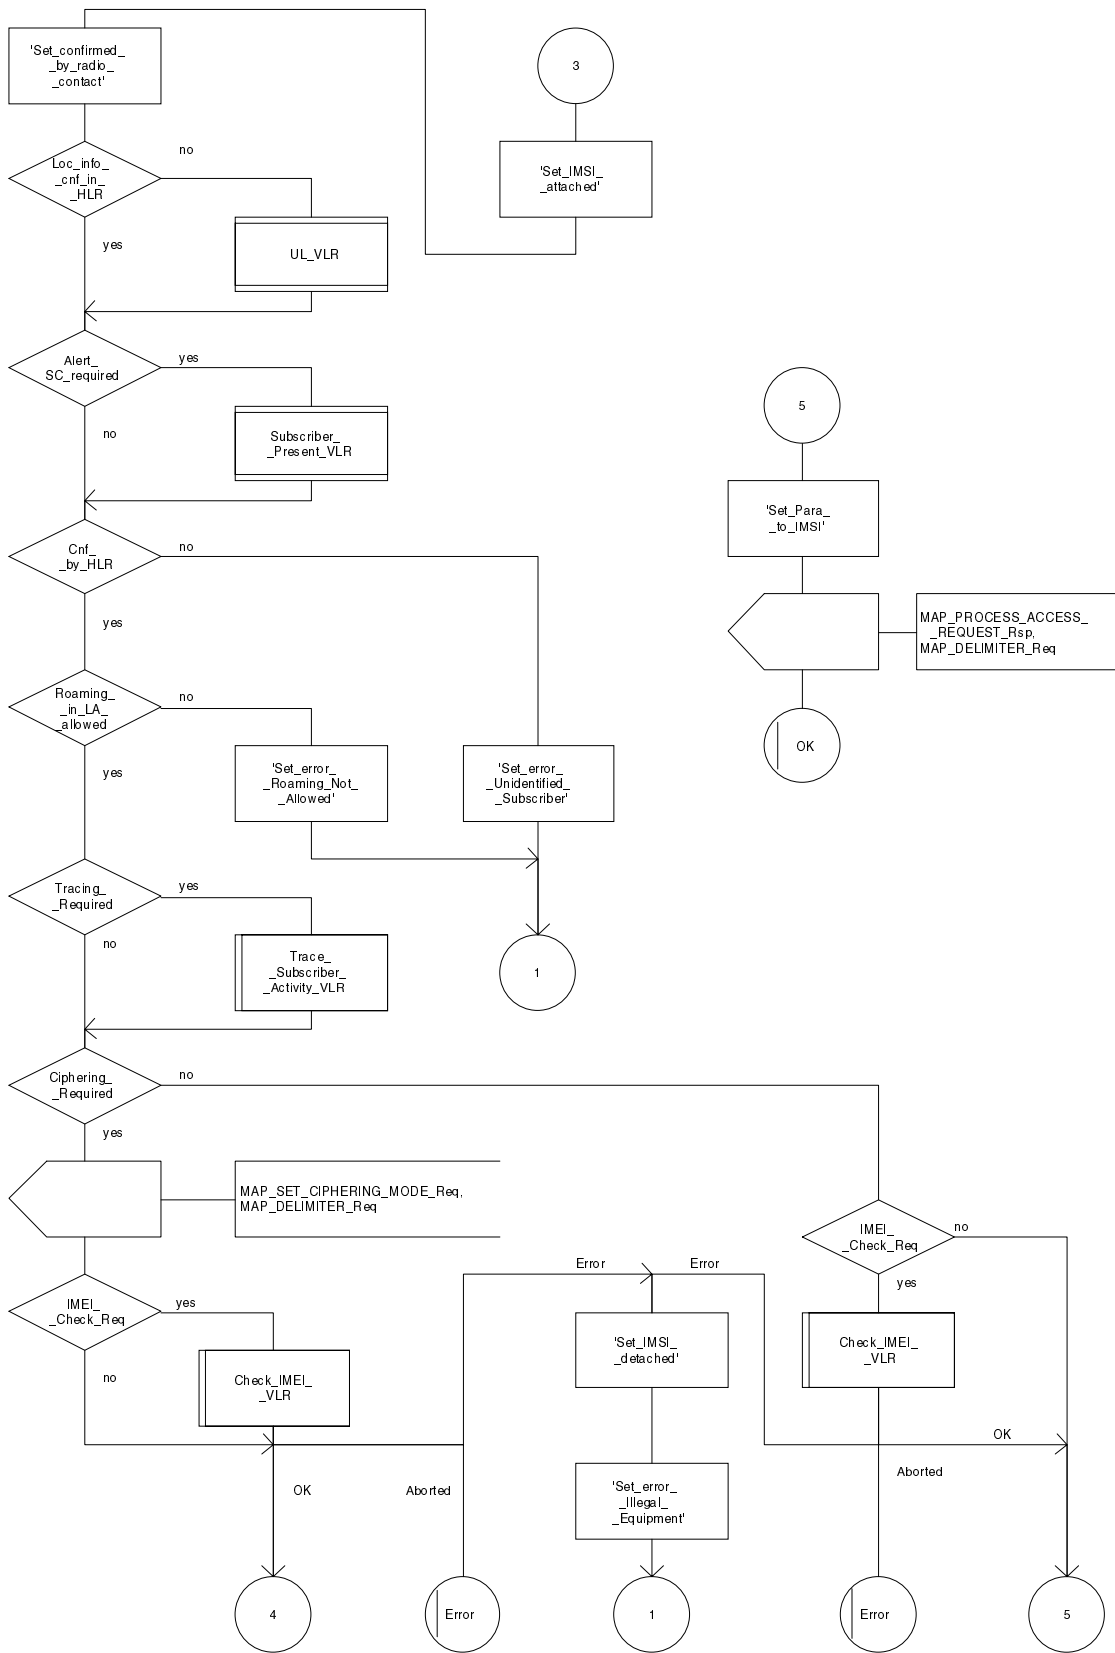 'Set_confirmed_
_by_radio_
_contact'
3
Loc_info_
_cnf_in_
_HLR
no
'Set_IMSI_
_attached'
yes
UL_VLR
Alert_
SC_required
yes
no
Subscriber_
_Present_VLR
5
Cnf_
_by_HLR
no
yes
'Set_Para_
_to_IMSI'
MAP_PROCESS_ACCESS_
_REQUEST_Rsp,
MAP_DELIMITER_Req
Roaming_
_in_LA_
_allowed
no
yes
OK
'Set_error_
_Roaming_Not_
_Allowed'
'Set_error_
_Unidentified_
_Subscriber'
Tracing_
_Required
yes
no
Trace_
_Subscriber_
_Activity_VLR
1
Ciphering_
_Required
no
yes
MAP_SET_CIPHERING_MODE_Req,
MAP_DELIMITER_Req
IMEI_
_Check_Req
no
yes
Error
Error
IMEI_
_Check_Req
yes
no
'Set_IMSI_
_detached'
Check_IMEI_
_VLR
Check_IMEI_
_VLR
OK
OK
Aborted
Aborted
'Set_error_
_Illegal_
_Equipment'
4
Error
1
Error
5